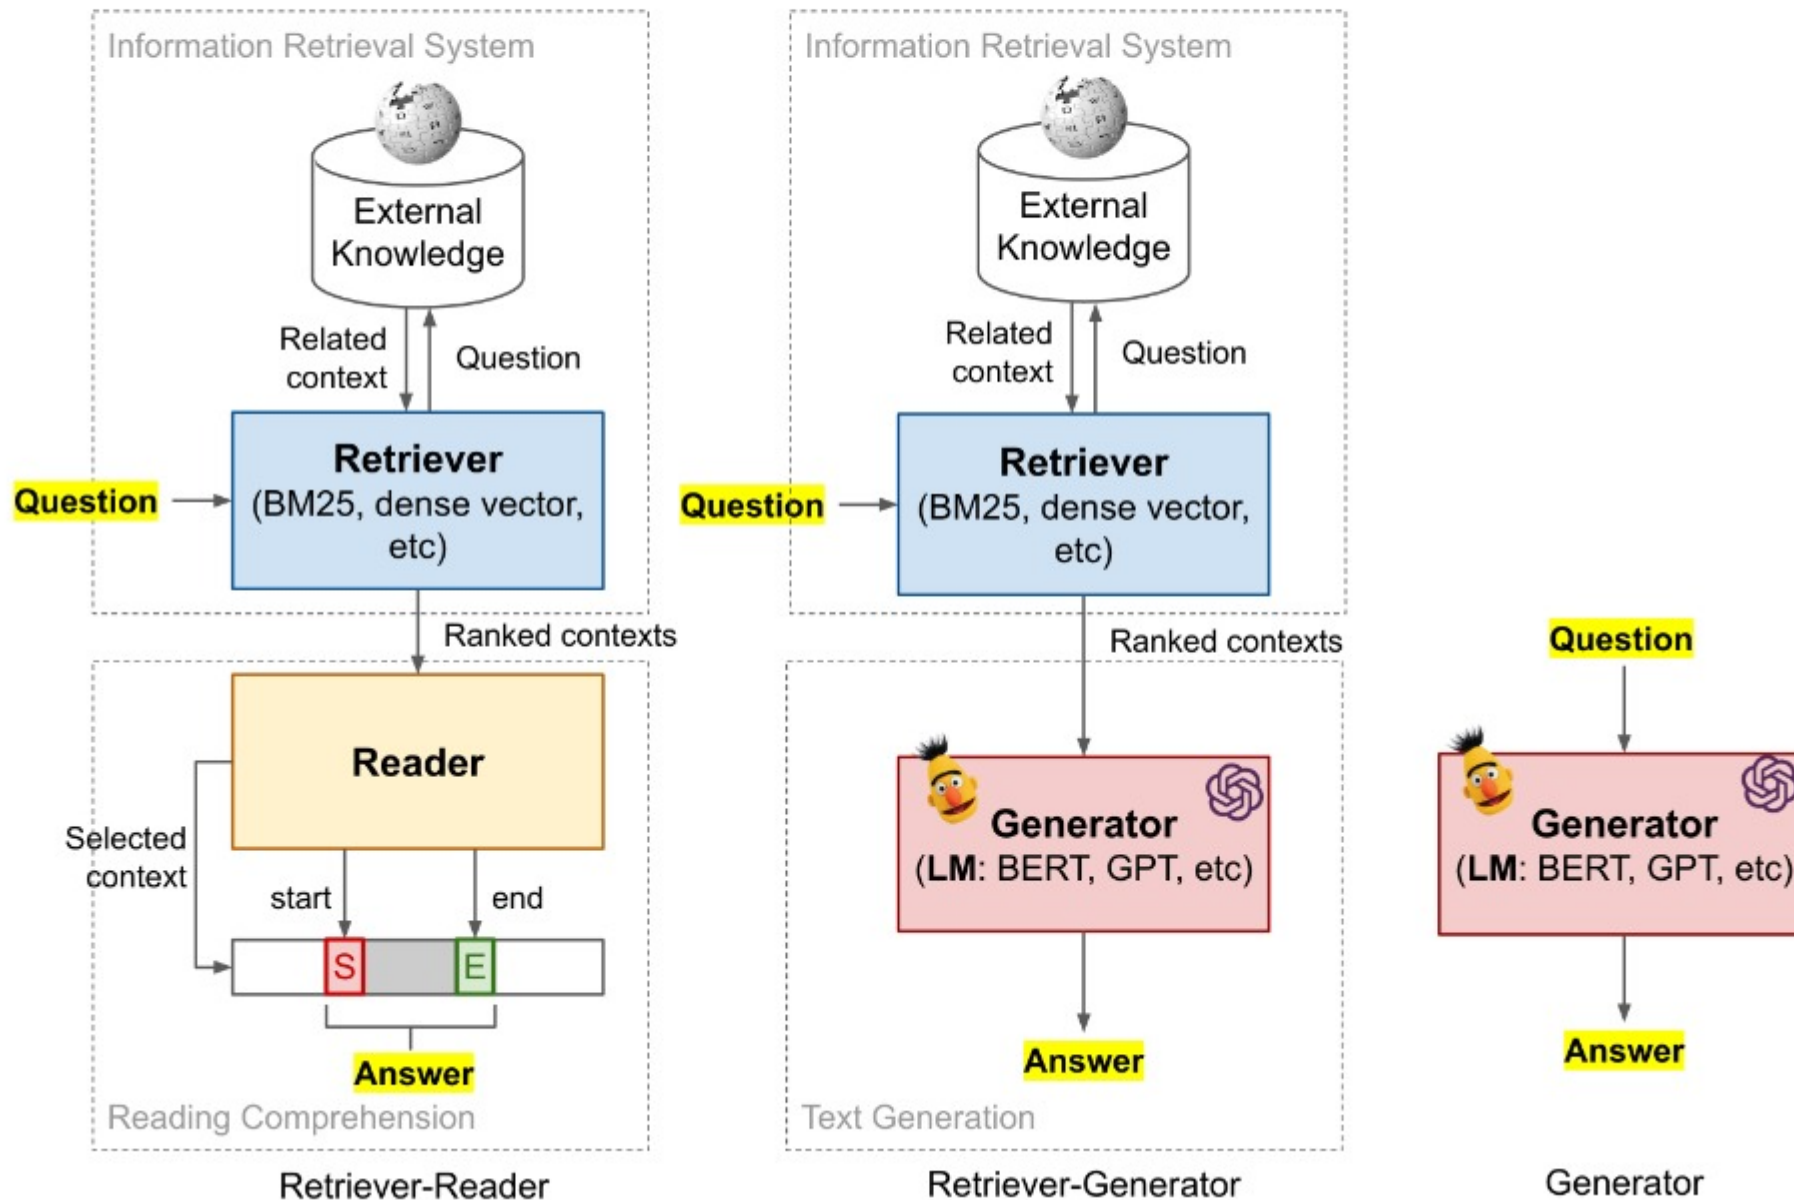 Information Retrieval System
External
Knowledge
Related
context
Question
Question
Retriever
(BM25, dense vector,
etc)
Ranked contexts
Reader
Selected
context
start
end
S
E
Answer
Reading Comprehension
Retriever-Reader
Information Retrieval System
External
Knowledge
Related
context
Question
Question
Retriever
(BM25, dense vector,
etc)
Ranked contexts
Generator
(LM: BERT, GPT, etc)
Answer
Text Generation
Retriever-Generator
Question
Generator
(LM: BERT, GPT, etc)
Answer
Generator